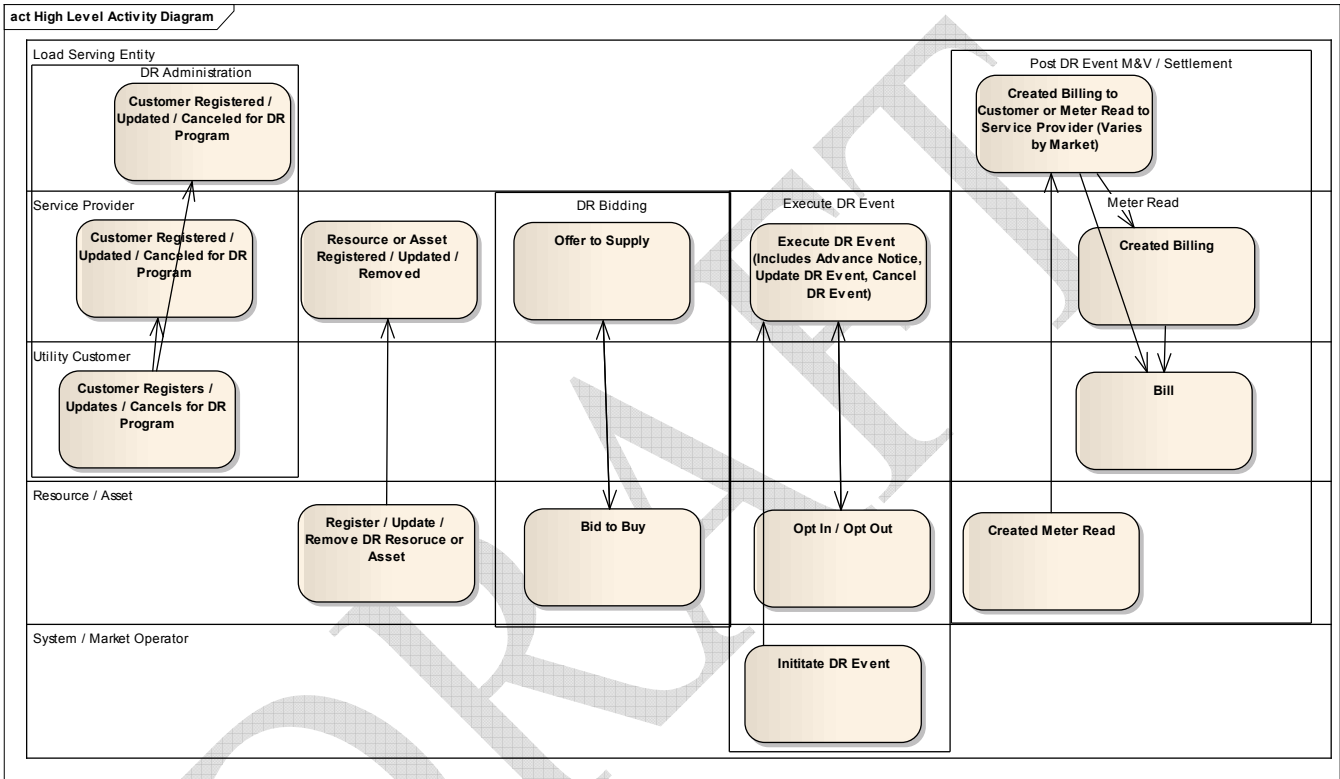 act High Level Activity Diagram
Load Serving Entity
DR Administration
Customer Registered /
Updated / Canceled for DR
Program
Post DR Event M&V / Settlement
Created Billing to
Customer or Meter Read to
Service Provider (Varies
by Market)
Service Provider
Customer Registered /
Updated / Canceled for DR
Program
Resource or Asset
Registered / Updated /
Removed
DR Bidding
Offer to Supply
Execute DR Event
Execute DR Event
(Includes Advance Notice,
Update DR Event, Cancel
DR Event)
Meter Read
Created Billing
Utility Customer
Customer Registers /
Updates / Cancels for DR
Program
Bill
Resource / Asset
Register / Update /
Remove DR Resoruce or
Asset
Bid to Buy
Opt In / Opt Out
Created Meter Read
System / Market Operator
Inititate DR Event
DRAFT